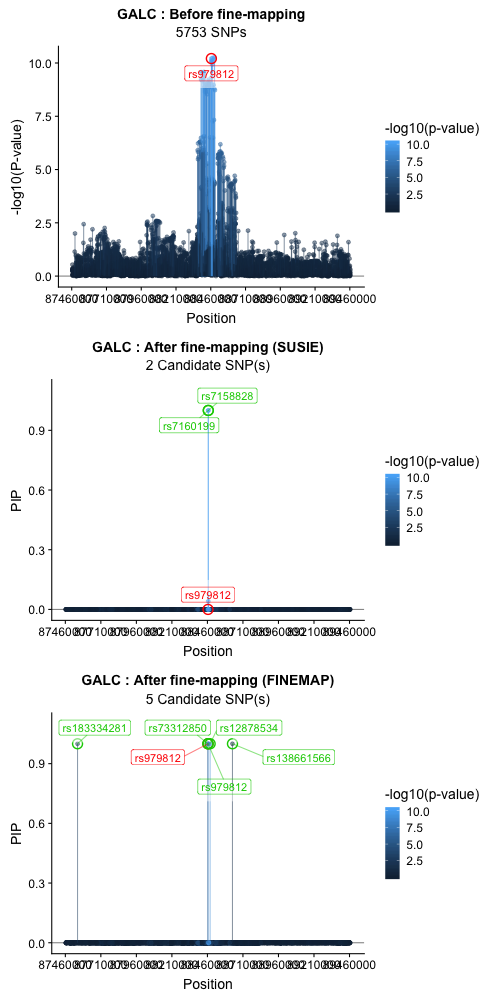 GALC : Before fine-mapping
5753 SNPs
10.0
7.5
5.0
2.5
0.0
-log10(P-value)
rs979812
Position
-log10(p-value)
10.0
7.5
5.0
2.5
GALC : After fine-mapping (SUSIE)
2 Candidate SNP(s)
0.9
0.6
0.3
0.0
PIP
rs7158828
rs7160199
rs979812
Position
-log10(p-value)
10.0
7.5
5.0
2.5
GALC : After fine-mapping (FINEMAP)
5 Candidate SNP(s)
0.9
0.6
0.3
0.0
PIP
rs183334281
rs73312850
rs12878534
rs979812
rs138661566
rs979812
Position
-log10(p-value)
10.0
7.5
5.0
2.5